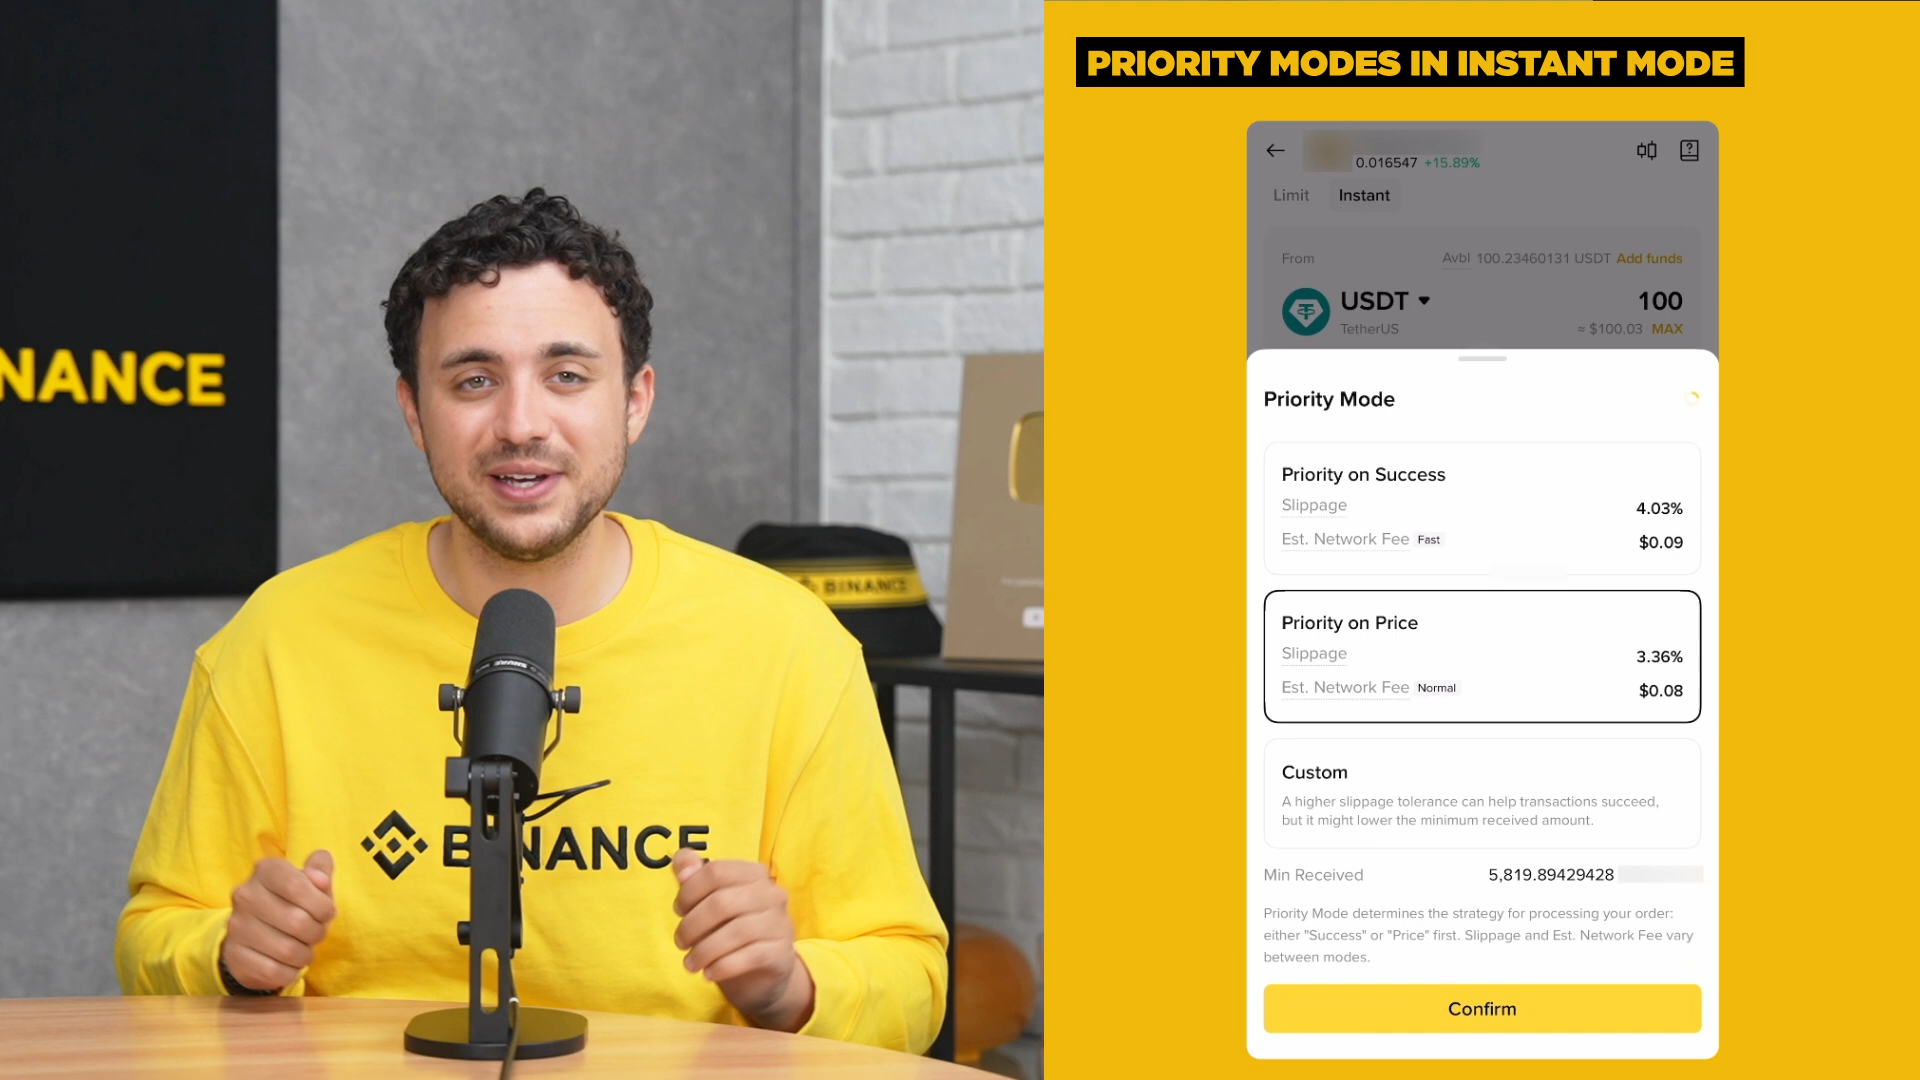 NANCE
BINANCE
BINANCE
PRIORITY MODES IN INSTANT MODE
0.016547 +15.89%
Limit Instant
From Avbl 100.23460131 USDT Add funds
USDT 100
TetherUS ≈ $100.03 MAX
Priority Mode
Priority on Success
Slippage 4.03%
Est. Network Fee Fast $0.09
Priority on Price
Slippage 3.36%
Est. Network Fee Normal $0.08
Custom
A higher slippage tolerance can help transactions succeed,
but it might lower the minimum received amount.
Min Received 5,819.89429428
Priority Mode determines the strategy for processing your order:
either "Success" or "Price" first. Slippage and Est. Network Fee vary
between modes.
Confirm